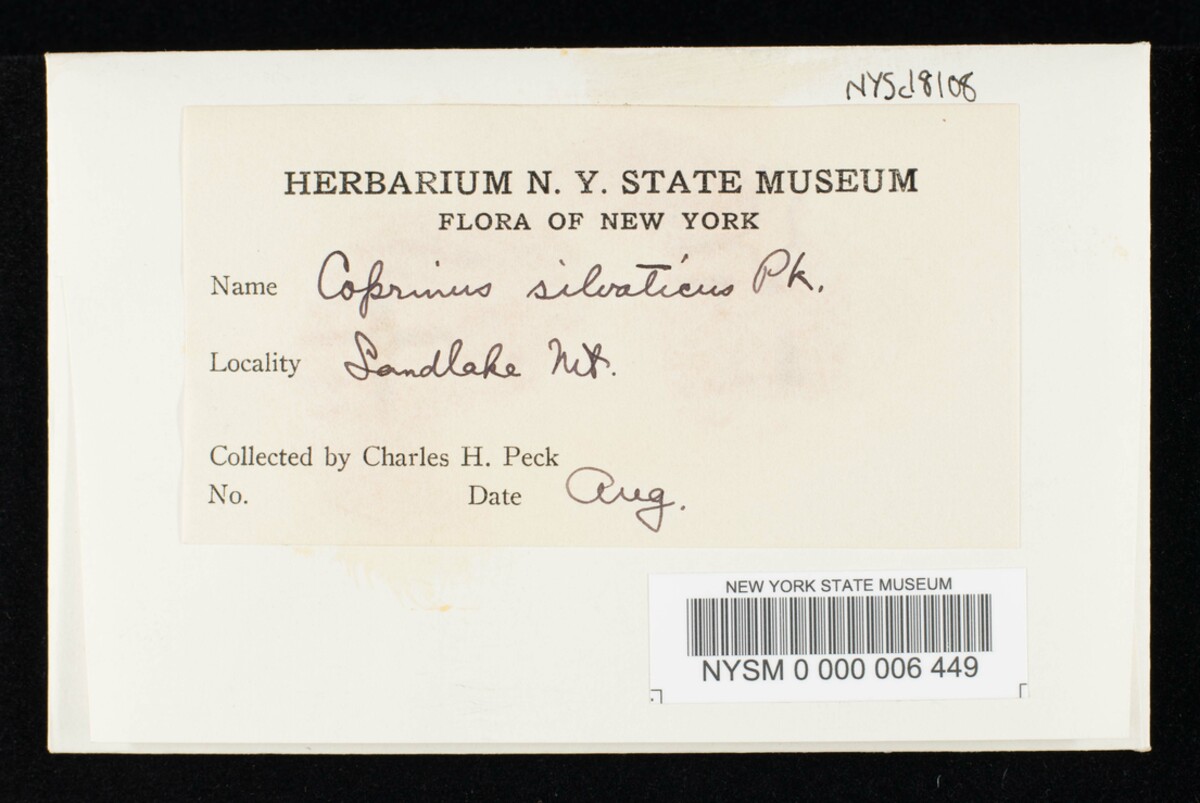 NYSd8108
HERBARIUM N. Y. STATE MUSEUM
FLORA OF NEW YORK
Name Coprinus silvaticus Pk.
Locality Sandlake Mt.
Collected by Charles H. Peck
No. Date Aug.
NEW YORK STATE MUSEUM
NYSM 0 000 006 449